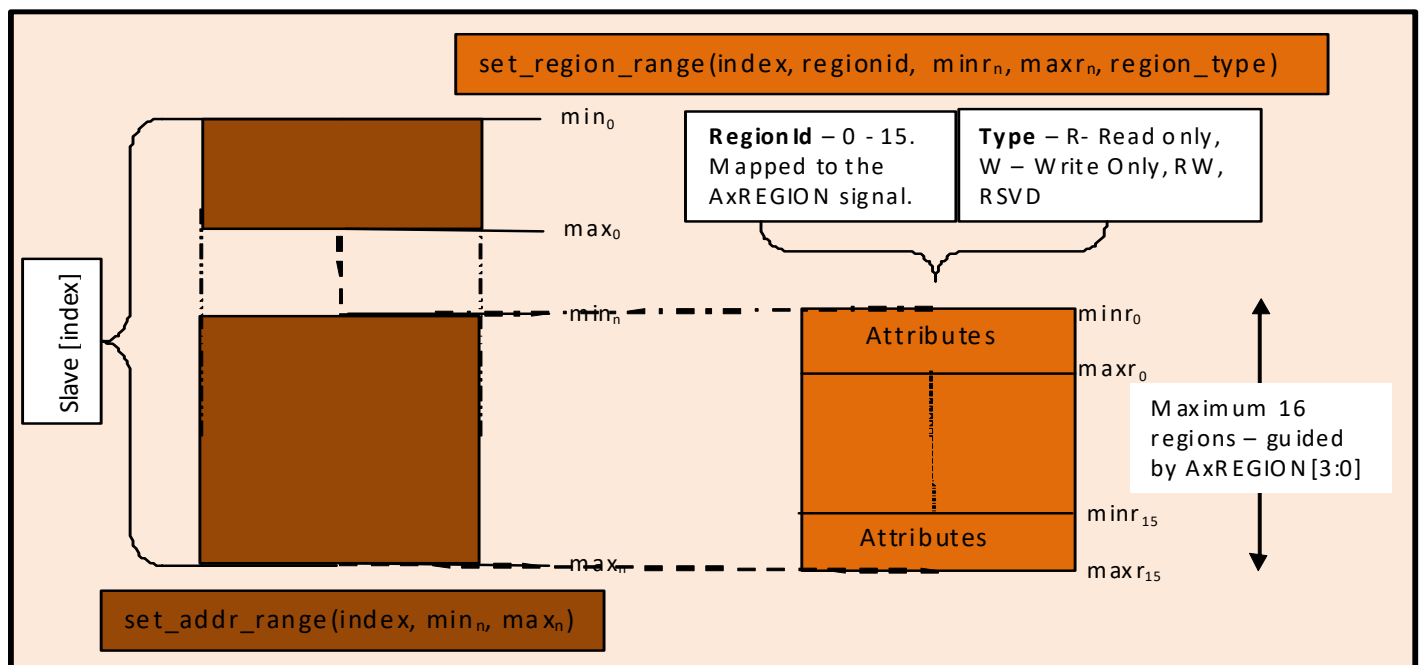 set_region_range(index, regionid, minrₙ, maxrₙ, region_type)
min₀
RegionId – 0 - 15.
Mapped to the
AxREGION signal.
Type – R- Read only,
W – Write Only, RW,
RSVD
max₀
Slave [index]
minₙ
minr₀
Attributes
maxr₀
Maximum 16
regions – guided
by AxREGION[3:0]
minr₁₅
Attributes
maxₙ
maxr₁₅
set_addr_range(index, minₙ, maxₙ)